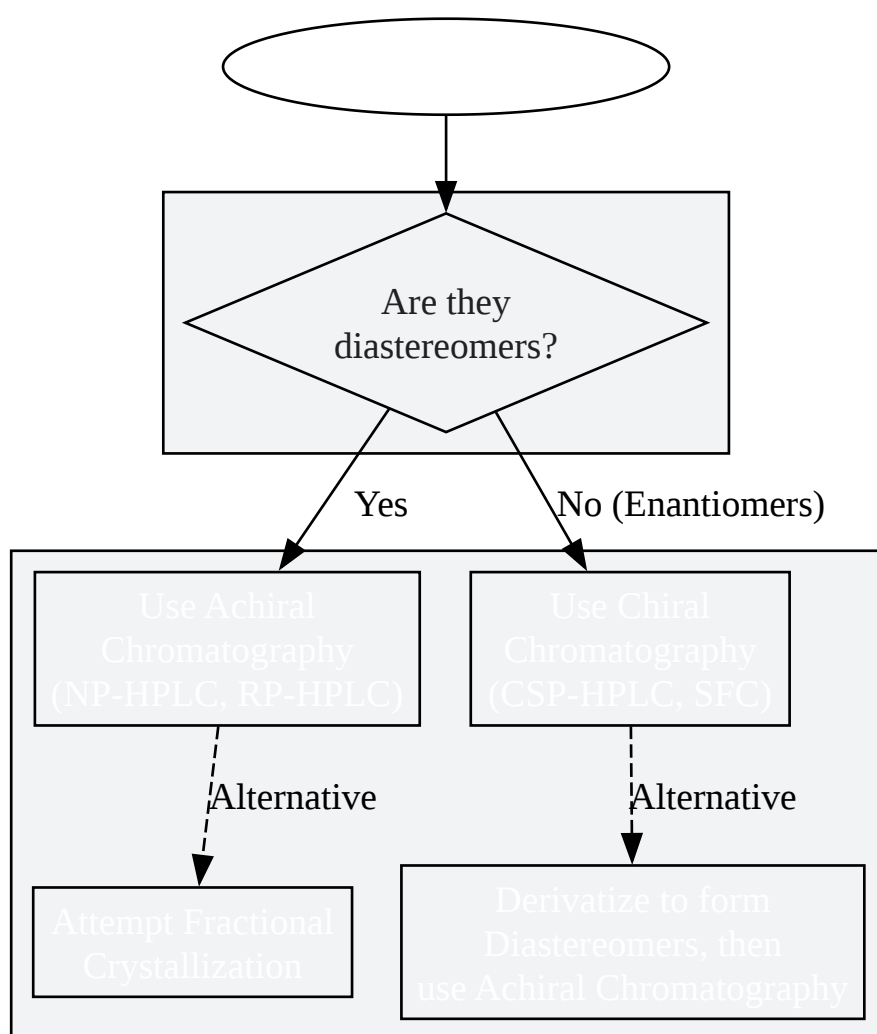 Are they
diastereomers?
Yes
No (Enantiomers)
Use Achiral
Chromatography
(NP-HPLC, RP-HPLC)
Use Chiral
Chromatography
(CSP-HPLC, SFC)
Alternative
Alternative
Attempt Fractional
Crystallization
Derivatize to form
Diastereomers, then
use Achiral Chromatography